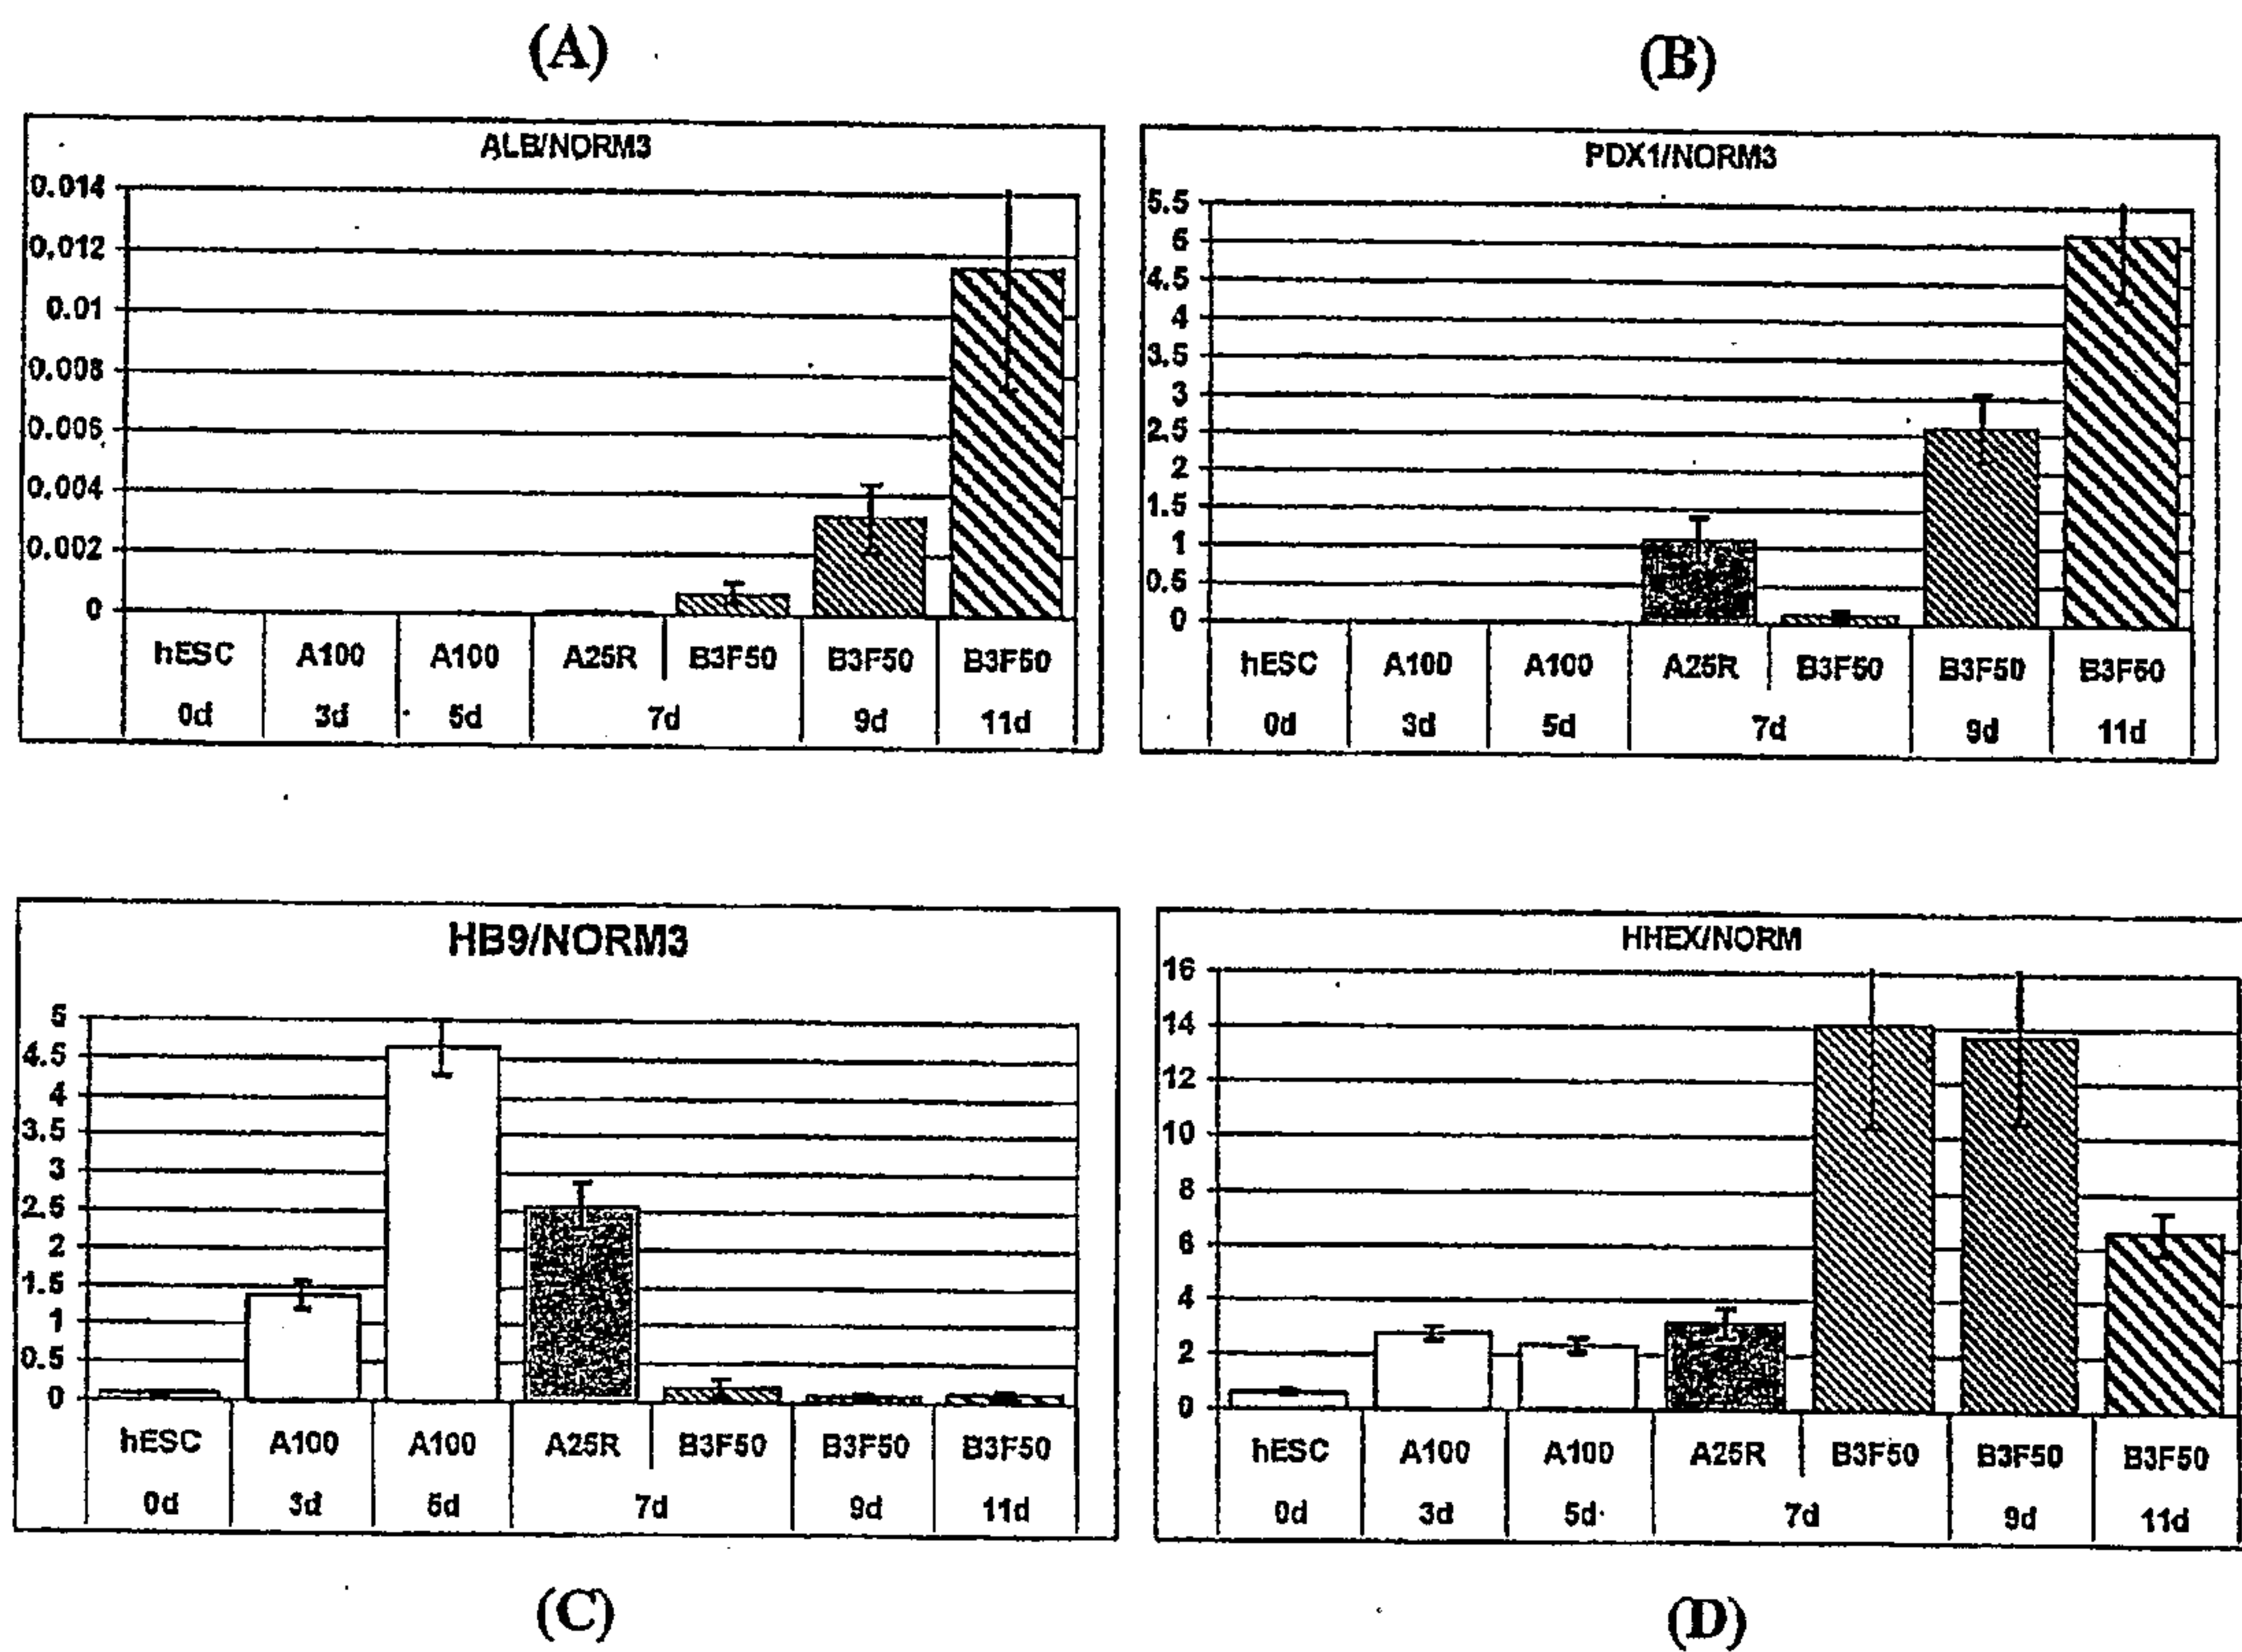 (A)
ALB/NORM3
0.014
0.012
0.01
0.008
0.006
0.004
0.002
0
hESC A100 A100 A25R B3F50 B3F50 B3F50
0d 3d 5d 7d 9d 11d
(B)
PDX1/NORM3
5.5
5
4.5
4
3.5
3
2.5
2
1.5
1
0.5
0
hESC A100 A100 A25R B3F50 B3F50 B3F50
0d 3d 5d 7d 9d 11d
HB9/NORM3
5
4.5
4
3.5
3
2.5
2
1.5
1
0.5
0
hESC A100 A100 A25R B3F50 B3F50 B3F50
0d 3d 5d 7d 9d 11d
(C)
HHEX/NORM
16
14
12
10
8
6
4
2
0
hESC A100 A100 A25R B3F50 B3F50 B3F50
0d 3d 5d 7d 9d 11d
(D)